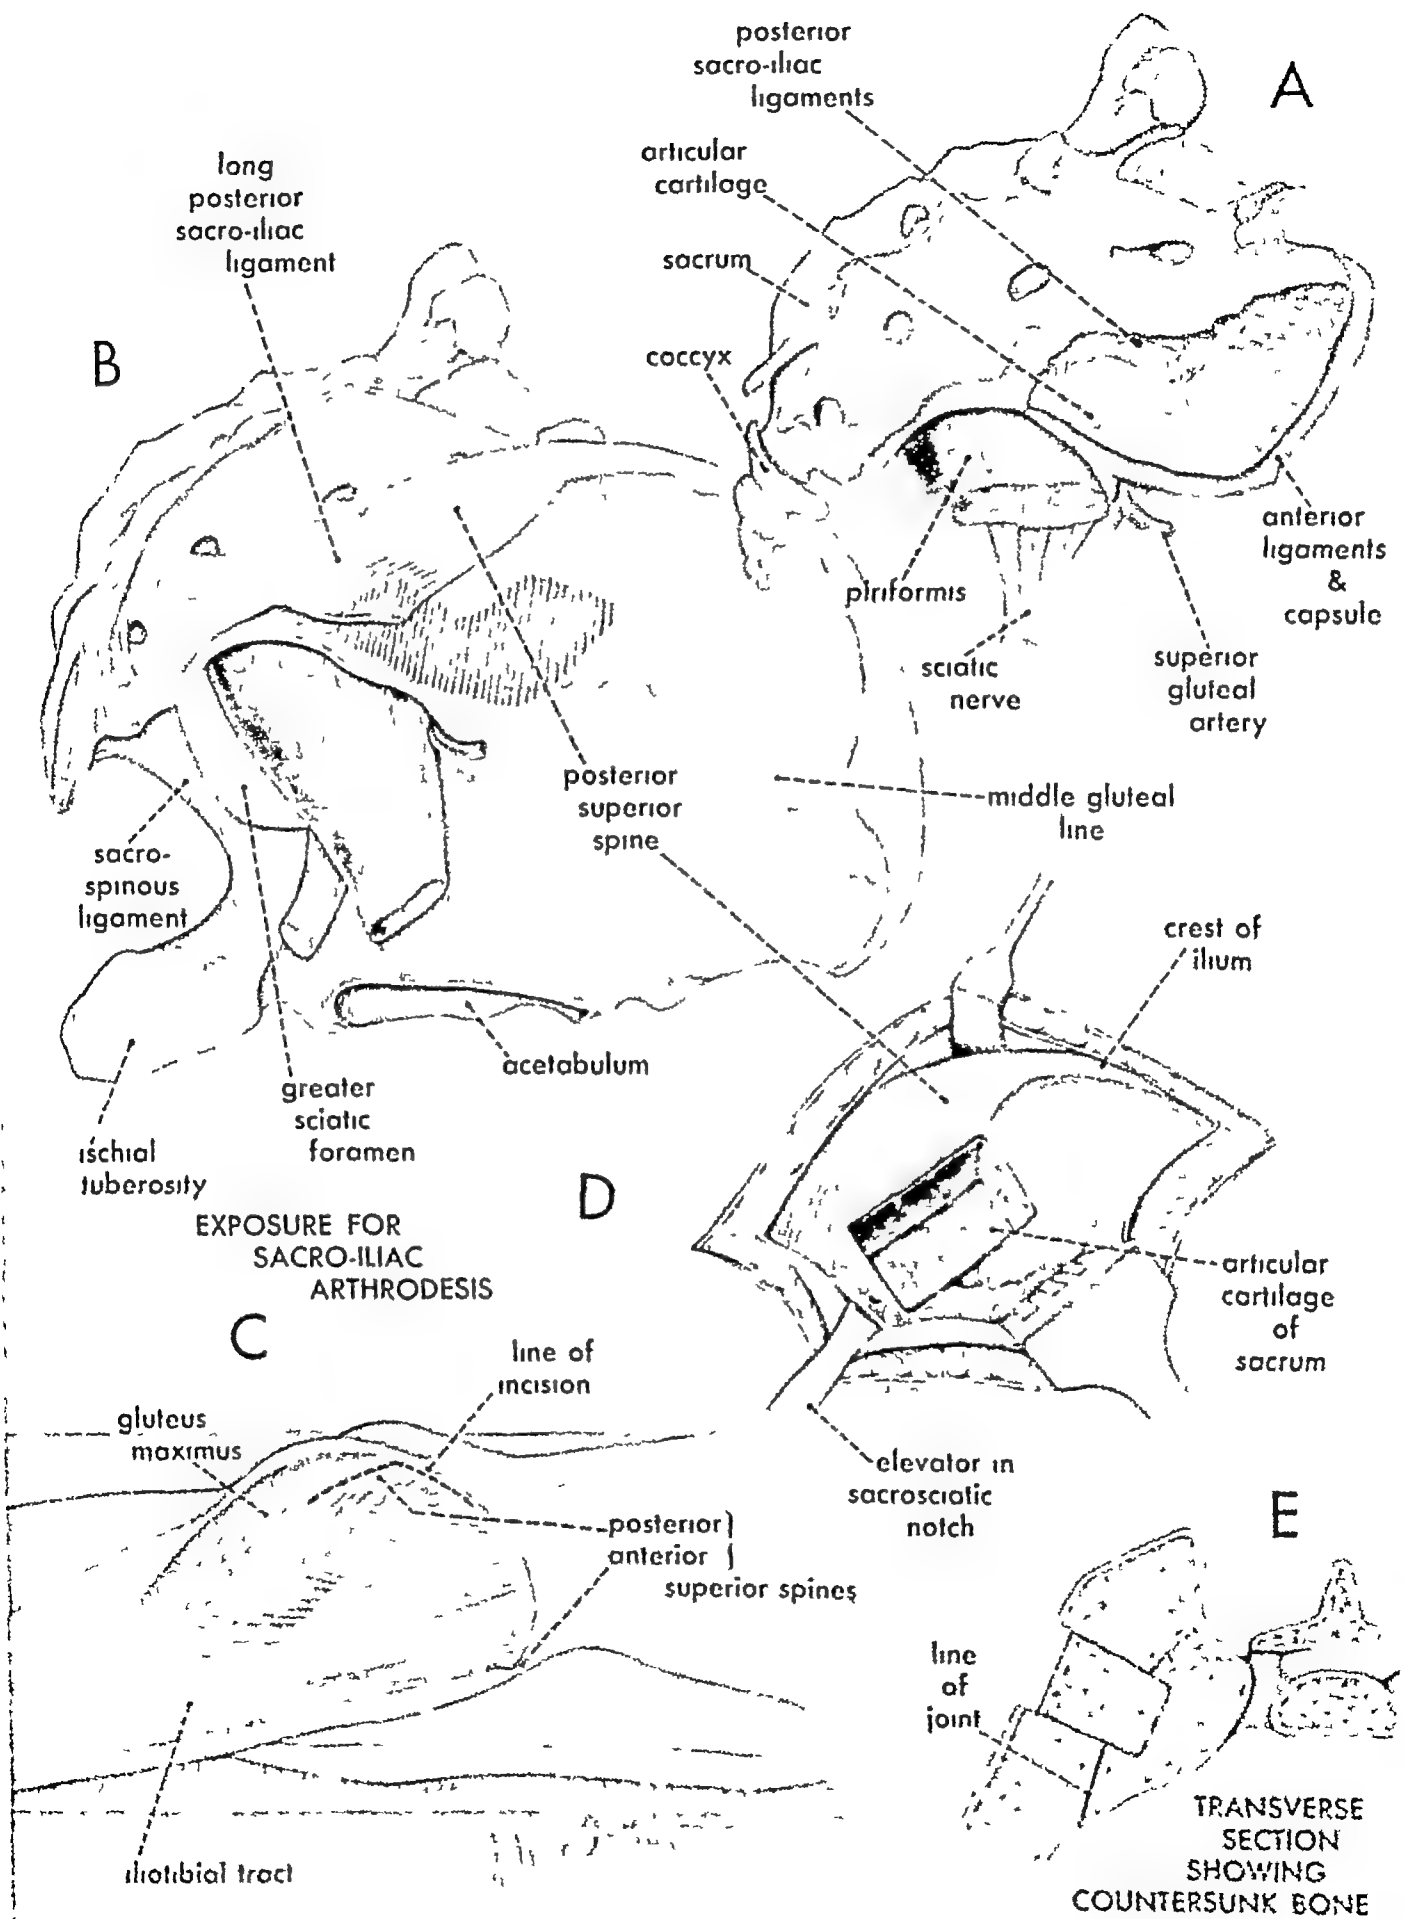 A
posterior
sacro-iliac
ligaments
articular
cartilage
sacrum
coccyx
piriformis
sciatic
nerve
superior
gluteal
artery
anterior
ligaments
&
capsule
B
long
posterior
sacro-iliac
ligament
posterior
superior
spine
middle gluteal
line
sacro-
spinous
ligament
acetabulum
greater
sciatic
foramen
ischial
tuberosity
EXPOSURE FOR
SACRO-ILIAC
ARTHRODESIS
C
line of
incision
gluteus
maximus
posterior }
anterior }
superior spines
iliotibial tract
D
crest of
ilium
articular
cartilage
of
sacrum
elevator in
sacrosciatic
notch
E
line
of
joint
TRANSVERSE
SECTION
SHOWING
COUNTERSUNK BONE